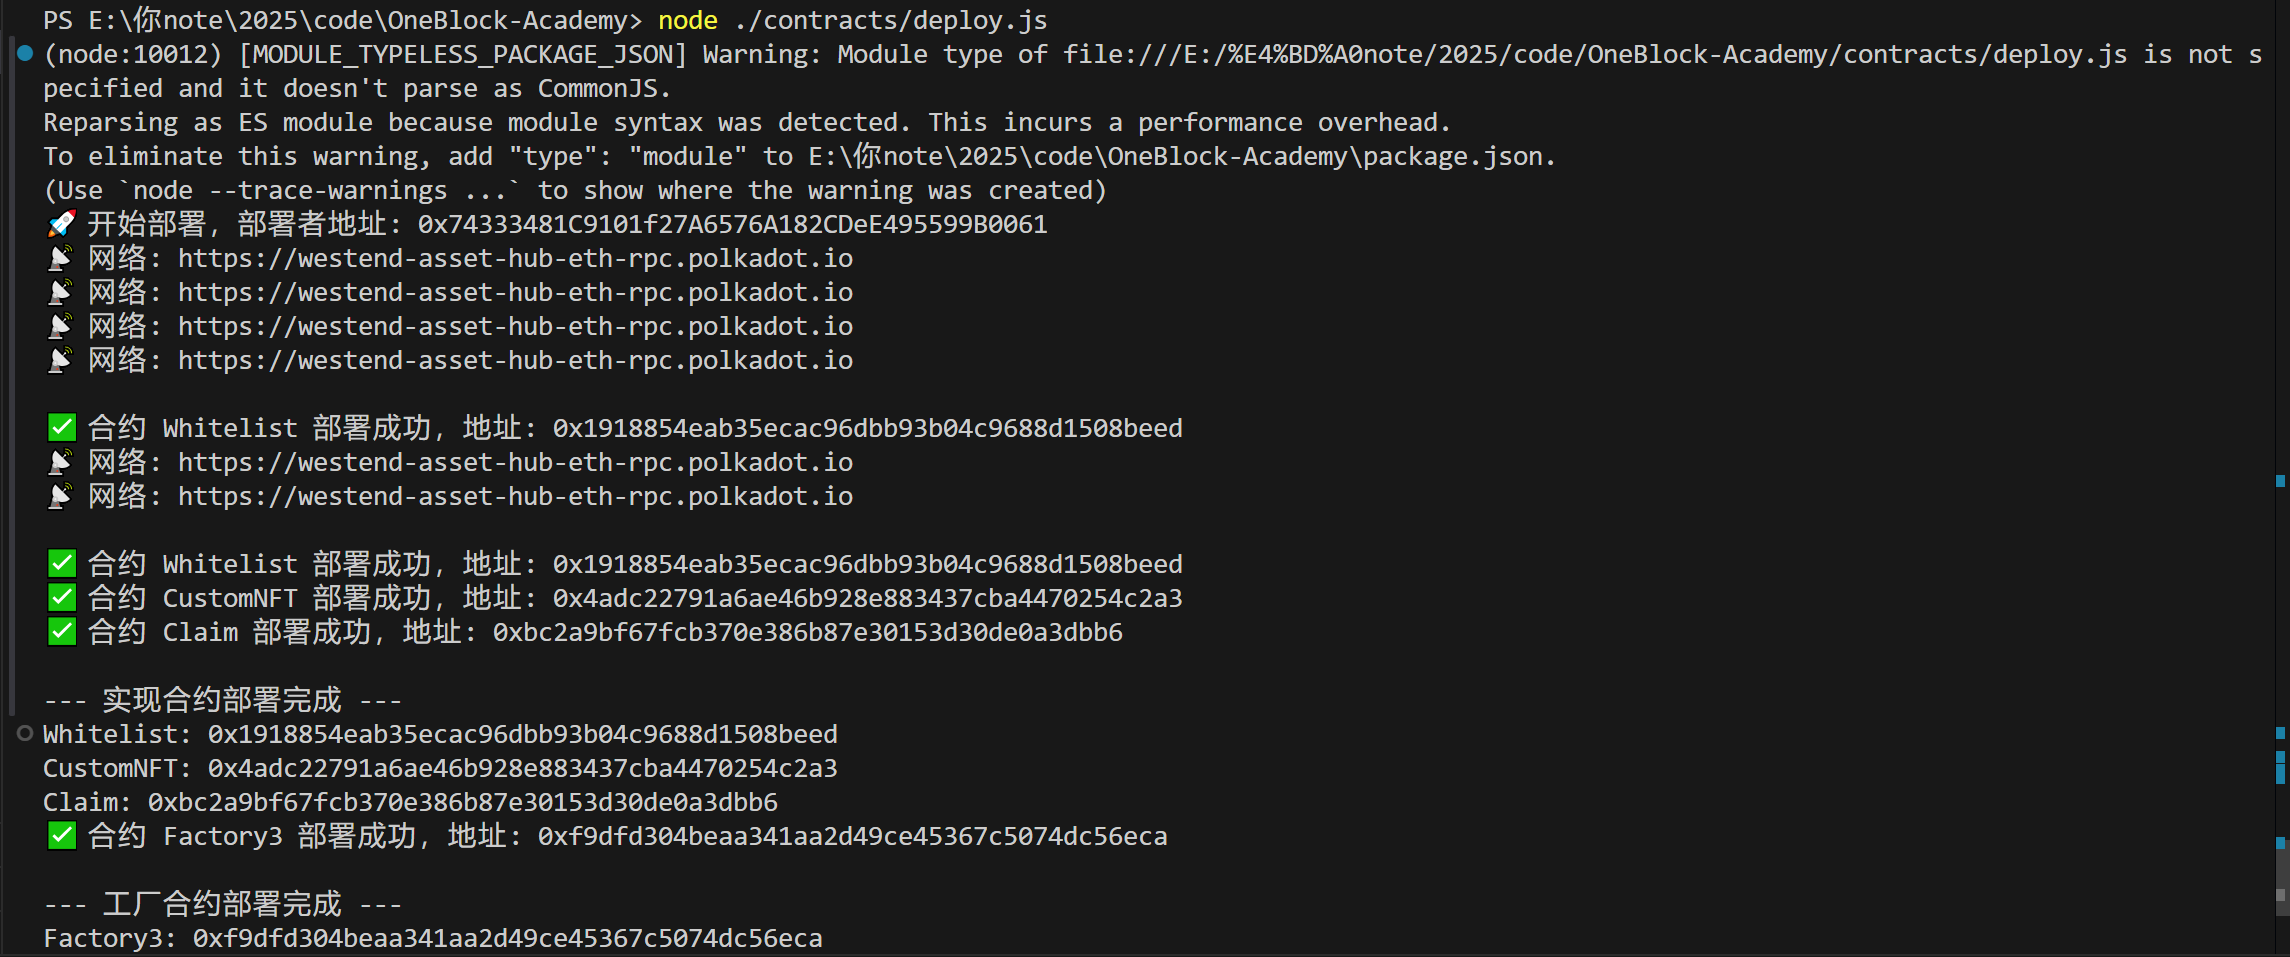 PS E:\你note\2025\code\OneBlock-Academy> node ./contracts/deploy.js
(node:10012) [MODULE_TYPELESS_PACKAGE_JSON] Warning: Module type of file:///E:/%E4%BD%A0note/2025/code/OneBlock-Academy/contracts/deploy.js is not s
pecified and it doesn't parse as CommonJS.
Reparsing as ES module because module syntax was detected. This incurs a performance overhead.
To eliminate this warning, add "type": "module" to E:\你note\2025\code\OneBlock-Academy\package.json.
(Use `node --trace-warnings ...` to show where the warning was created)
🚀 开始部署, 部署者地址: 0x74333481C9101f27A6576A182CDeE495599B0061
📡 网络: https://westend-asset-hub-eth-rpc.polkadot.io
📡 网络: https://westend-asset-hub-eth-rpc.polkadot.io
📡 网络: https://westend-asset-hub-eth-rpc.polkadot.io
📡 网络: https://westend-asset-hub-eth-rpc.polkadot.io
✅ 合约 Whitelist 部署成功, 地址: 0x1918854eab35ecac96dbb93b04c9688d1508beed
📡 网络: https://westend-asset-hub-eth-rpc.polkadot.io
📡 网络: https://westend-asset-hub-eth-rpc.polkadot.io
✅ 合约 Whitelist 部署成功, 地址: 0x1918854eab35ecac96dbb93b04c9688d1508beed
✅ 合约 CustomNFT 部署成功, 地址: 0x4adc22791a6ae46b928e883437cba4470254c2a3
✅ 合约 Claim 部署成功, 地址: 0xbc2a9bf67fcb370e386b87e30153d30de0a3dbb6
--- 实现合约部署完成 ---
Whitelist: 0x1918854eab35ecac96dbb93b04c9688d1508beed
CustomNFT: 0x4adc22791a6ae46b928e883437cba4470254c2a3
Claim: 0xbc2a9bf67fcb370e386b87e30153d30de0a3dbb6
✅ 合约 Factory3 部署成功, 地址: 0xf9dfd304beaa341aa2d49ce45367c5074dc56eca
--- 工厂合约部署完成 ---
Factory3: 0xf9dfd304beaa341aa2d49ce45367c5074dc56eca